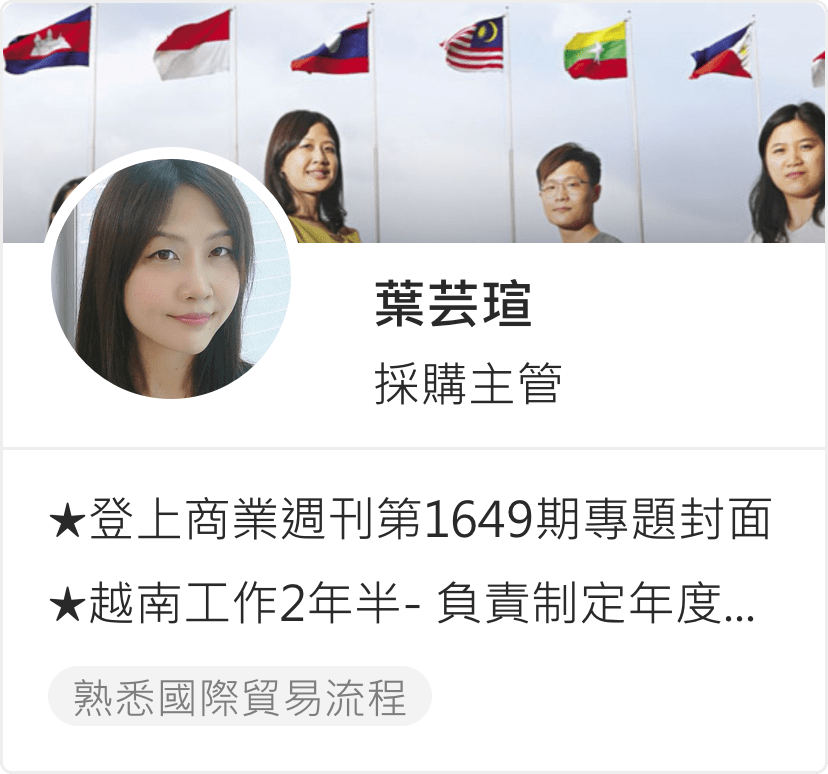 葉芸瑄
採購主管
★登上商業週刊第1649期專題封面
★越南工作2年半- 負責制定年度...
熟悉國際貿易流程